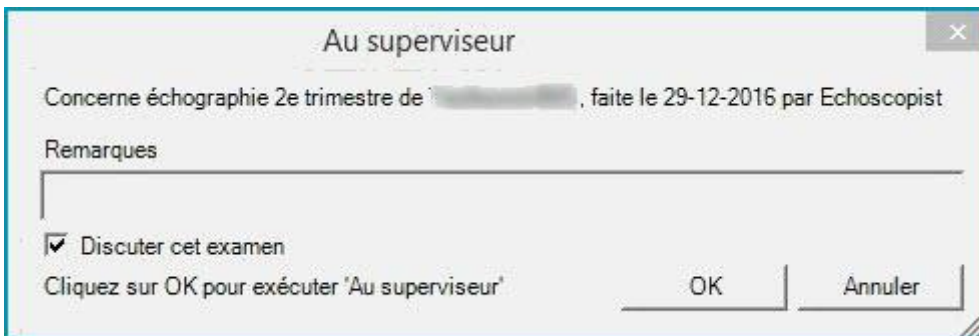 Au superviseur
Concerne échographie 2e trimestre de , faite le 29-12-2016 par Echoscopist
Remarques
Discuter cet examen
Cliquez sur OK pour exécuter 'Au superviseur'
OK
Annuler